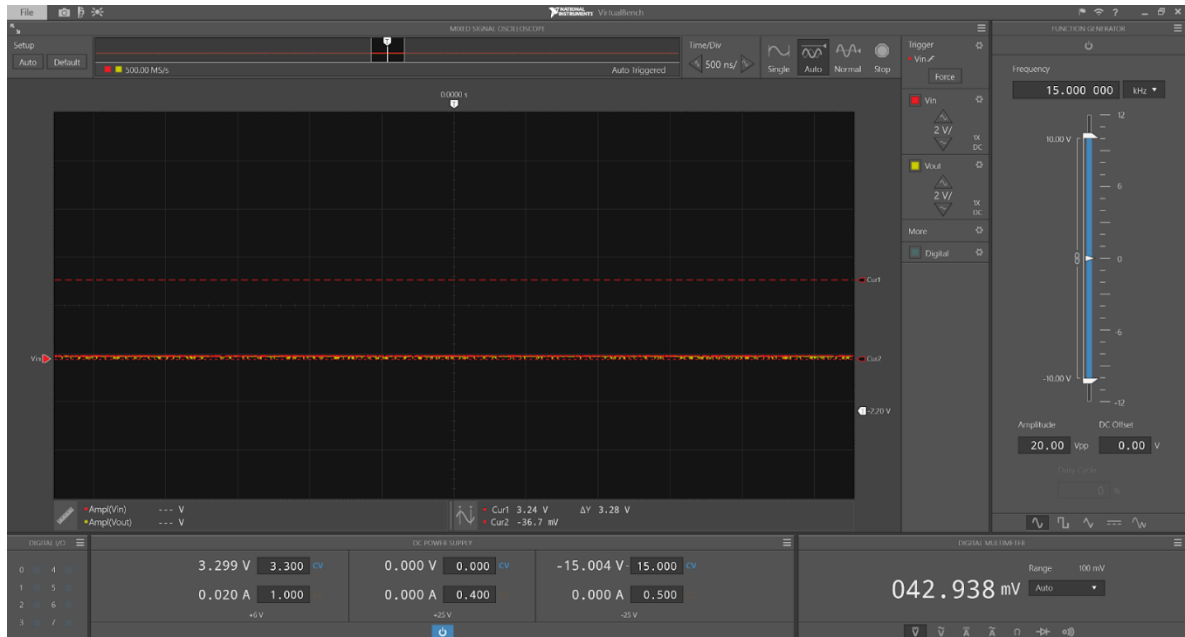 File
NATIONAL INSTRUMENTS VirtualBench
?
MIXED SIGNAL OSCILLOSCOPE
Setup
Auto Default
500.00 MS/s
Auto Triggered
Time/Div
500 ns/
Single Auto Normal Stop
0.0000 s
Vin
Cur1
Cur2
-2.20 V
Ampl(Vin) --- V
Ampl(Vout) --- V
Cur1 3.24 V ΔY 3.28 V
Cur2 -36.7 mV
Trigger
Vin
Force
Vin
2 V/
1X
DC
Vout
2 V/
1X
DC
More
Digital
FUNCTION GENERATOR
Frequency
15.000 000 kHz
12
10.00 V
6
0
-6
-10.00 V
-12
Amplitude DC Offset
20.00 Vpp 0.00 V
Duty Cycle
0 %
DIGITAL I/O
0 4
1 5
2 6
3 7
DC POWER SUPPLY
3.299 V 3.300 CV 0.000 V 0.000 CV -15.004 V -15.000 CV
0.020 A 1.000 0.000 A 0.400 0.000 A 0.500
+6 V +25 V -25 V
DIGITAL MULTIMETER
Range 100 mV
042.938 mV Auto
V V A A Ω